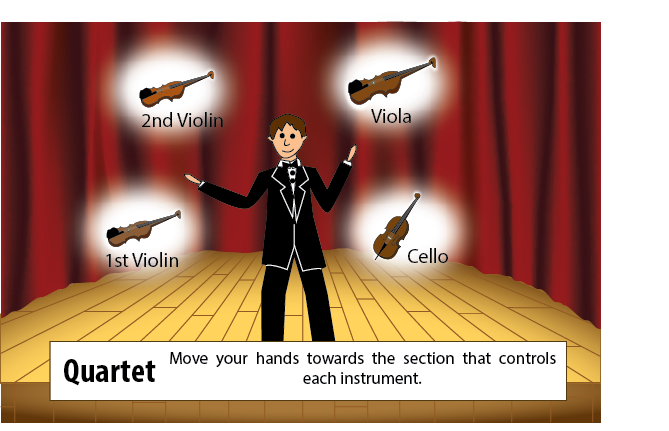 2nd Violin
Viola
1st Violin
Cello
Quartet
Move your hands towards the section that controls
each instrument.